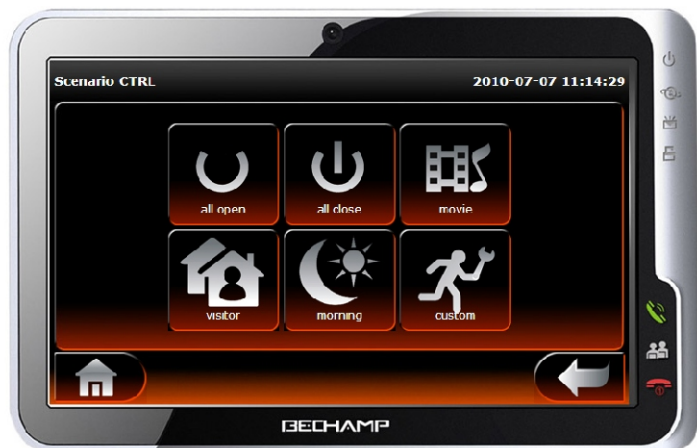 Scenario CTRL 2010-07-07 11:14:29
all open all close movie
visitor morning custom
BECHAMP